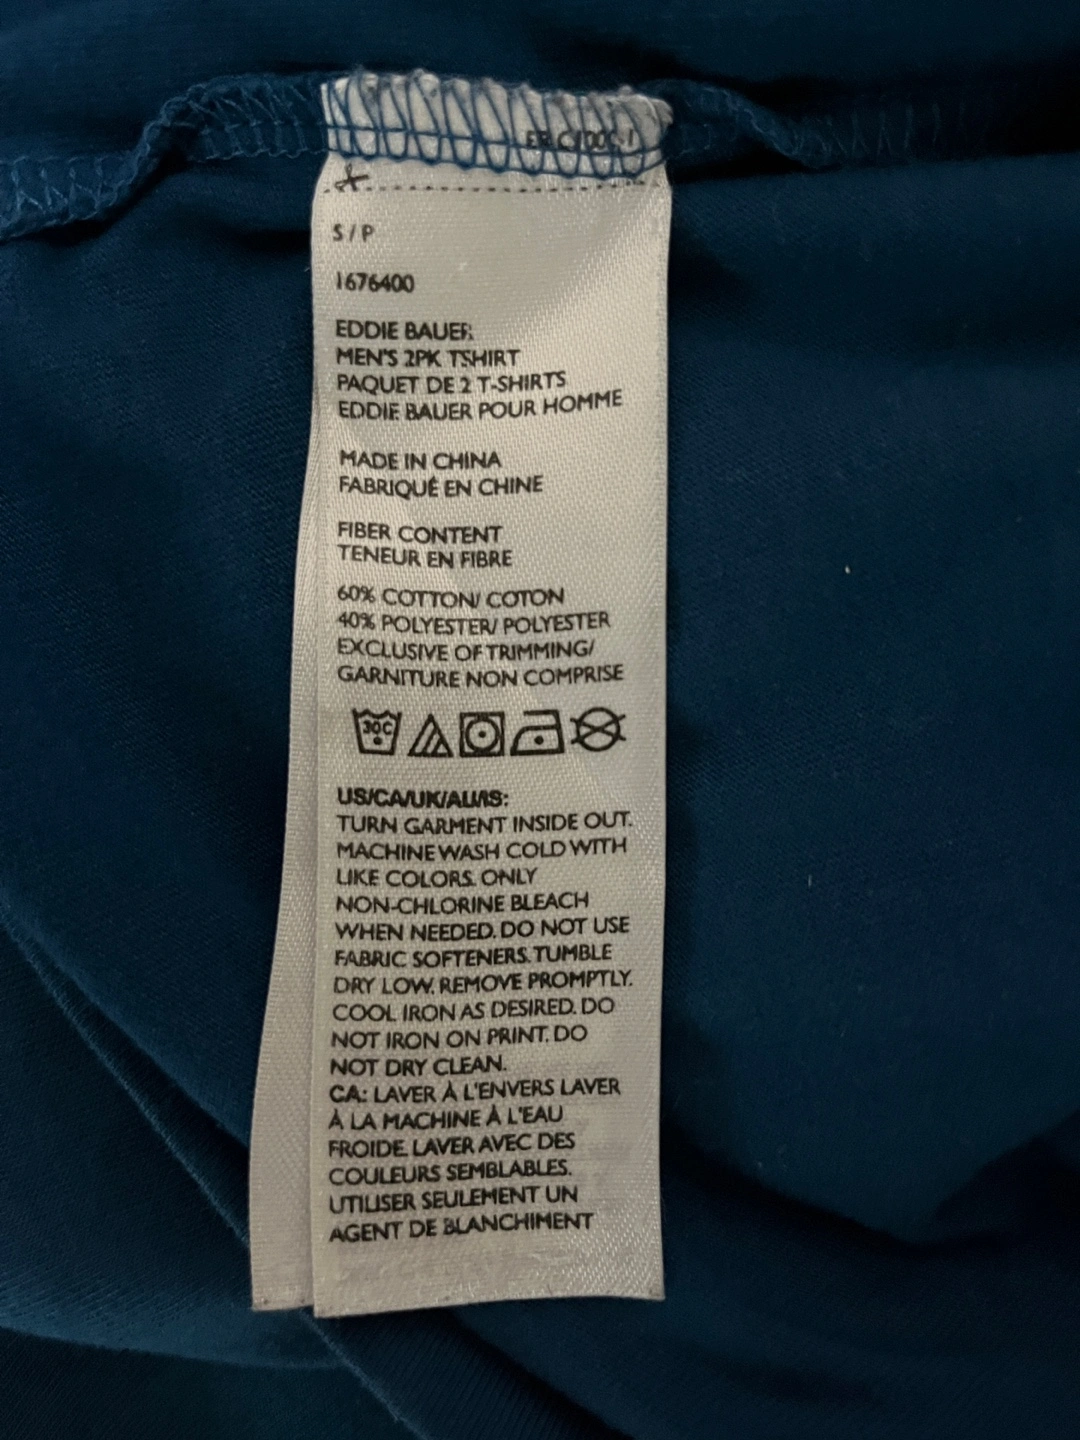 S / P
1676400
EDDIE BAUER
MEN'S 2PK TSHIRT
PAQUET DE 2 T-SHIRTS
EDDIE BAUER POUR HOMME
MADE IN CHINA
FABRIQUÉ EN CHINE
FIBER CONTENT
TENEUR EN FIBRE
60% COTTON/ COTON
40% POLYESTER/ POLYESTER
EXCLUSIVE OF TRIMMING/
GARNITURE NON COMPRISE
30C
US/CA/UK/AU/IS:
TURN GARMENT INSIDE OUT.
MACHINE WASH COLD WITH
LIKE COLORS. ONLY
NON-CHLORINE BLEACH
WHEN NEEDED. DO NOT USE
FABRIC SOFTENERS. TUMBLE
DRY LOW. REMOVE PROMPTLY.
COOL IRON AS DESIRED. DO
NOT IRON ON PRINT. DO
NOT DRY CLEAN.
CA: LAVER À L'ENVERS LAVER
À LA MACHINE À L'EAU
FROIDE. LAVER AVEC DES
COULEURS SEMBLABLES.
UTILISER SEULEMENT UN
AGENT DE BLANCHIMENT